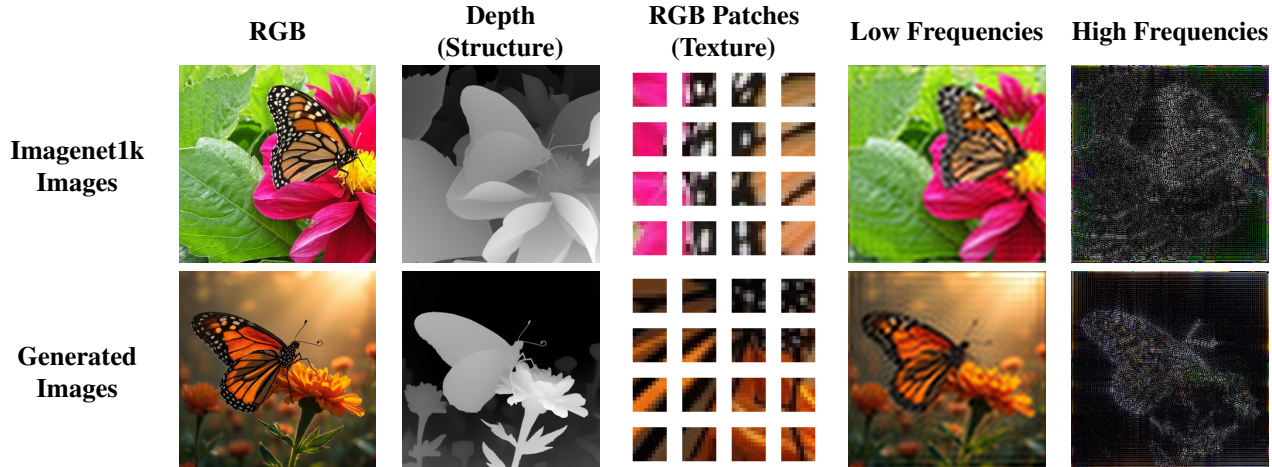 RGB
Depth
(Structure)
RGB Patches
(Texture)
Low Frequencies
High Frequencies
Imagenet1k
Images
Generated
Images